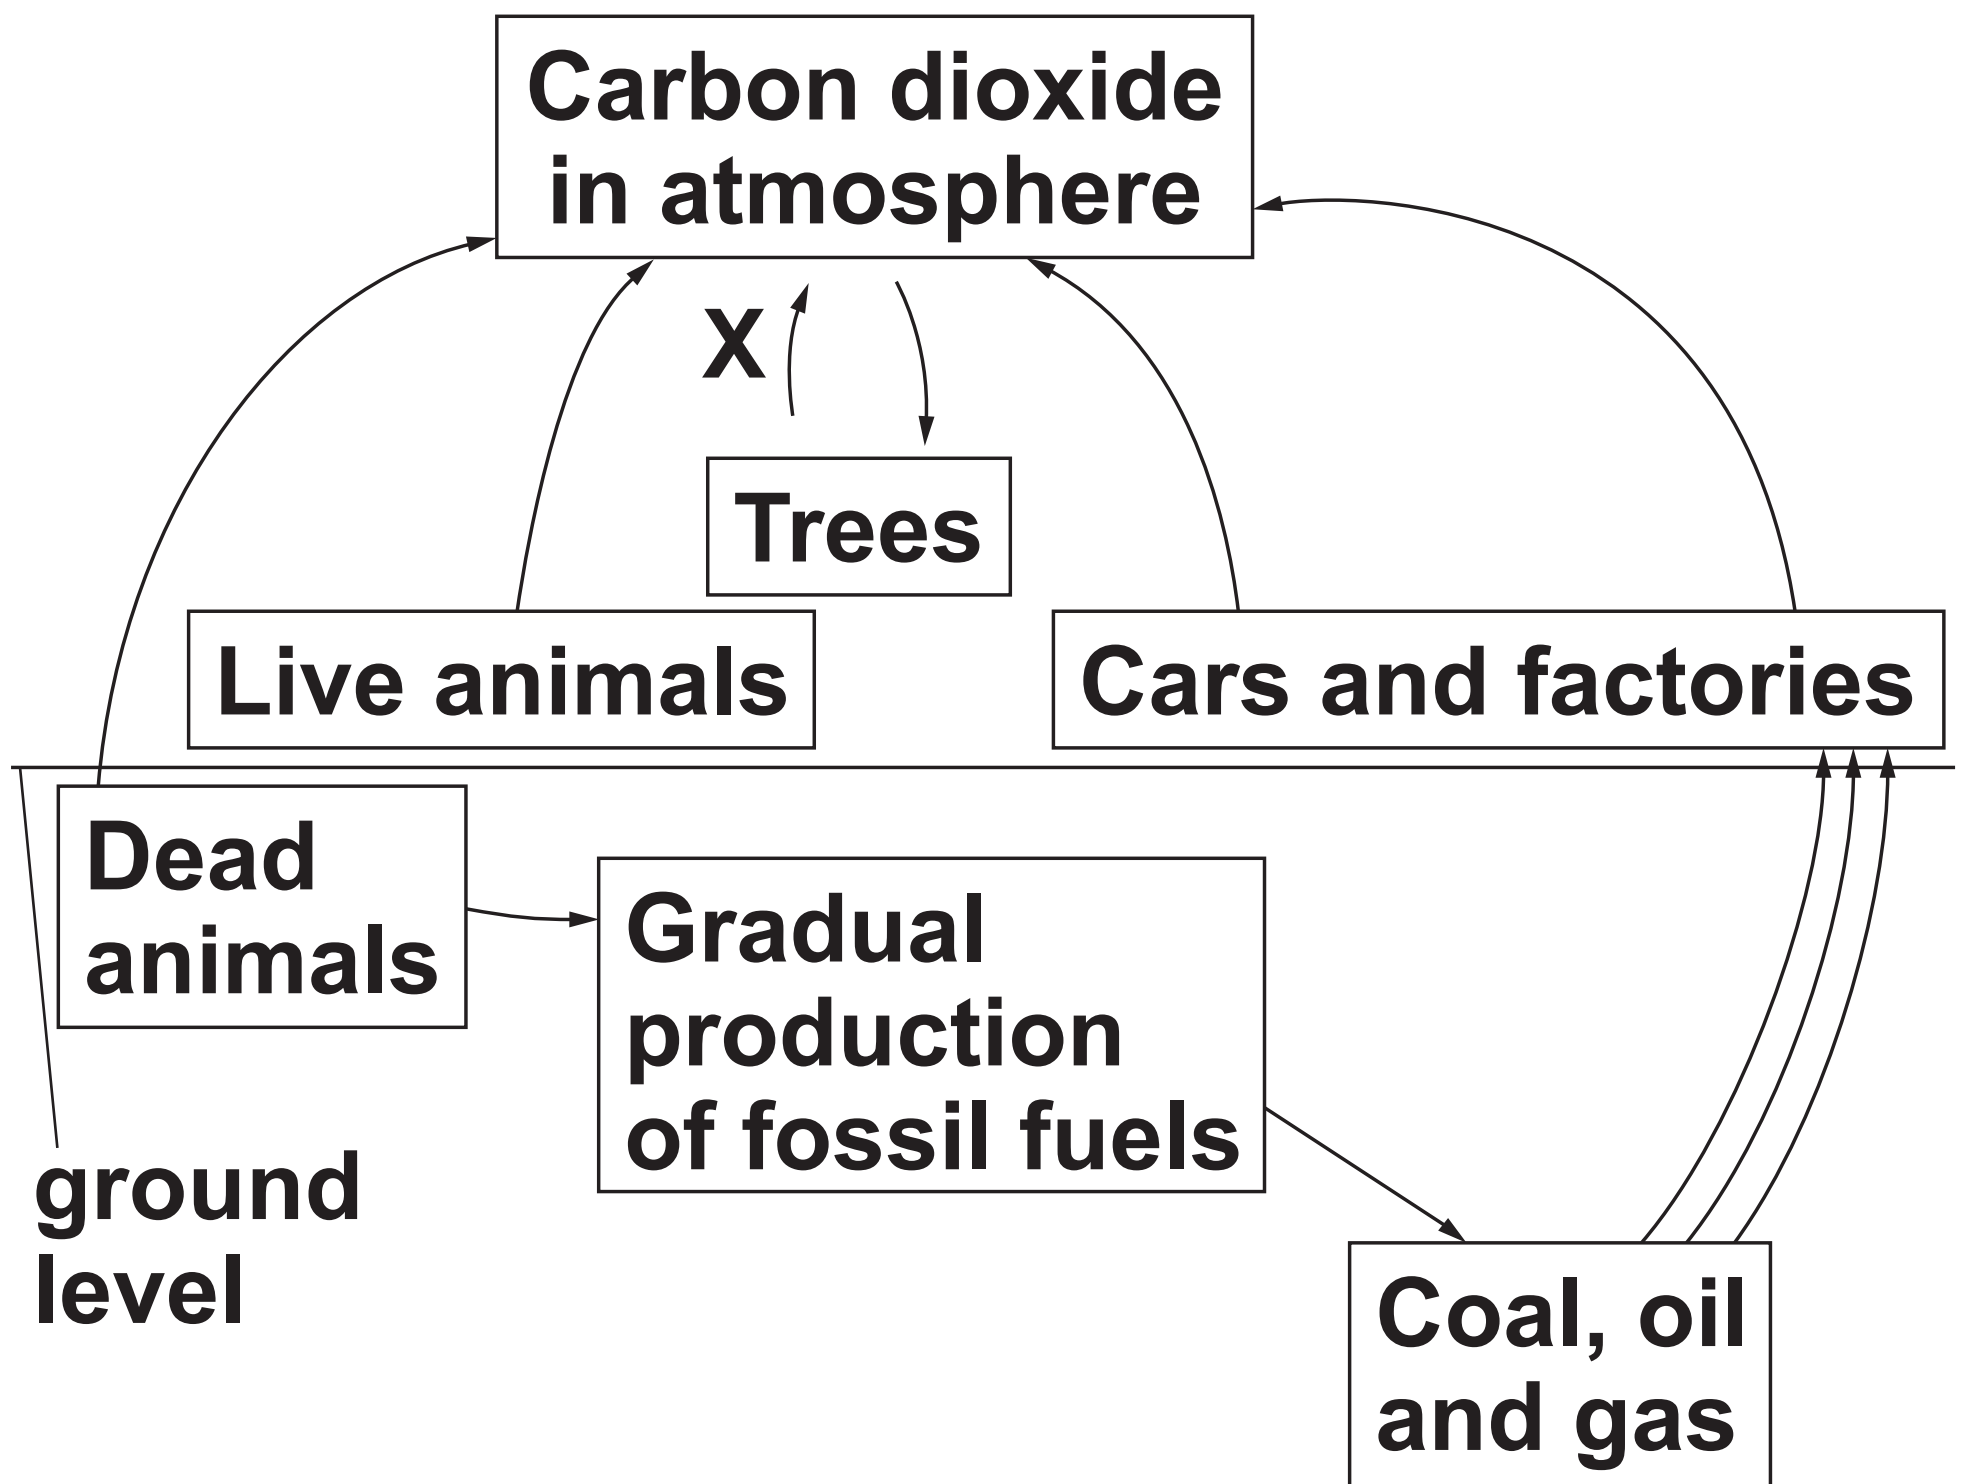 Carbon dioxide
in atmosphere
X
Trees
Live animals
Cars and factories
Dead
animals
Gradual
production
of fossil fuels
ground
level
Coal, oil
and gas